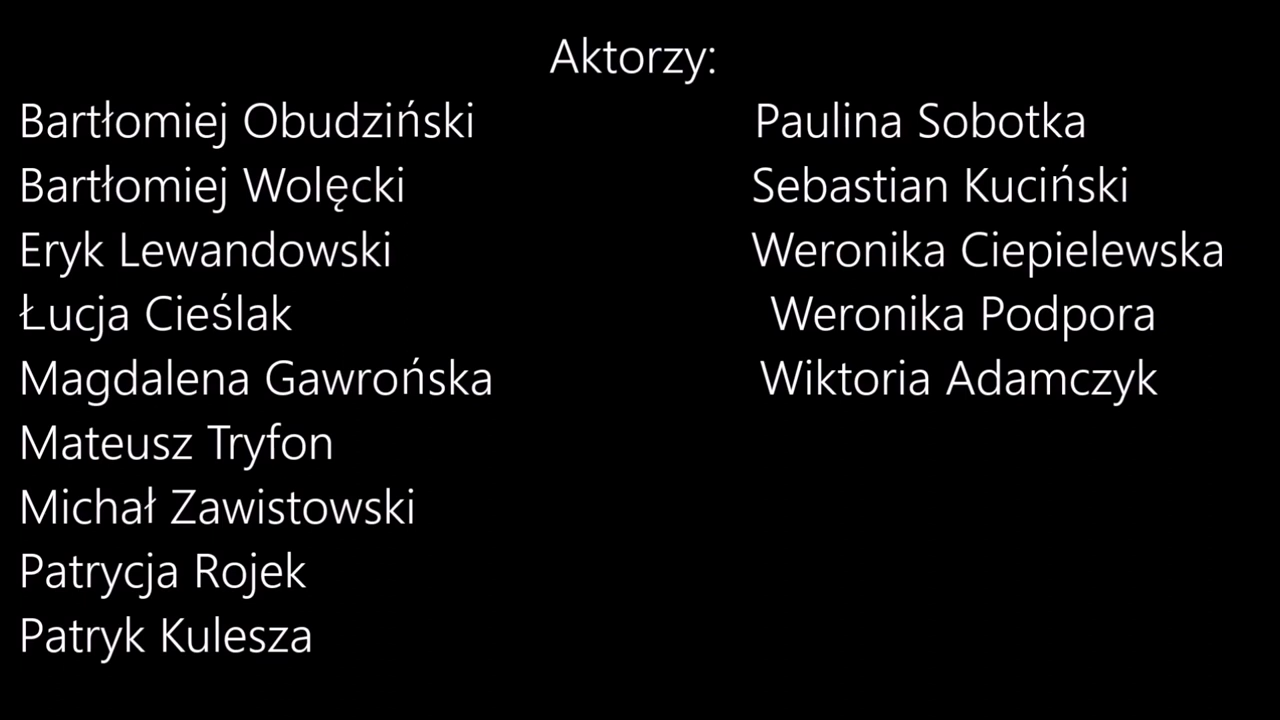 Aktorzy:
Bartłomiej Obudziński
Bartłomiej Wolęcki
Eryk Lewandowski
Łucja Cieślak
Magdalena Gawrońska
Mateusz Tryfon
Michał Zawistowski
Patrycja Rojek
Patryk Kulesza
Paulina Sobotka
Sebastian Kuciński
Weronika Ciepielewska
Weronika Podpora
Wiktoria Adamczyk